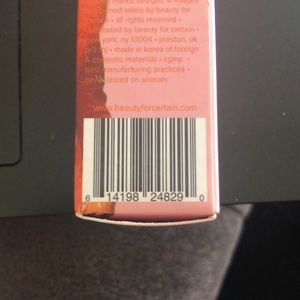 marks, designs, & images
owned solely by beauty for
• all rights reserved •
distributed by beauty for certain •
new york, ny 10004 • preston, uk
• made in korea of foreign
& domestic materials • cgmp •
best manufacturing practices •
never tested on animals
www.beautyforcertain.com
6 14198 24829 0